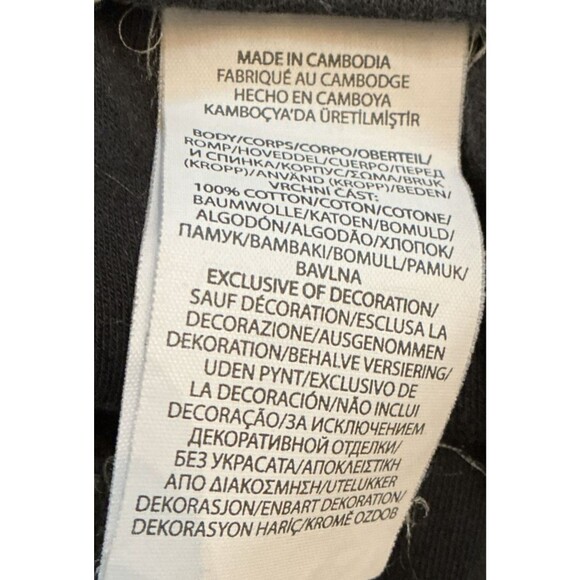 MADE IN CAMBODIA
FABRIQUÉ AU CAMBODGE
HECHO EN CAMBOYA
KAMBOÇYA'DA ÜRETİLMİŞTİR
BODY/CORPS/CORPO/OBERTEIL/
ROMP/HOVEDDEL/CUERPO/ПЕРЕД
И СПИНКА/КОРПУС/ΣΩΜΑ/BRUK
(KROPP)/ANVÄND (KROPP)/BEDEN/
VRCHNÍ CÁST:
100% COTTON/COTON/COTONE/
BAUMWOLLE/KATOEN/BOMULD/
ALGODÓN/ALGODÃO/ХЛОПОК/
ПАМУК/ΒΑΜΒΑΚΙ/BOMULL/PAMUK/
BAVLNA
EXCLUSIVE OF DECORATION/
SAUF DÉCORATION/ESCLUSA LA
DECORAZIONE/AUSGENOMMEN
DEKORATION/BEHALVE VERSIERING/
UDEN PYNT/EXCLUSIVO DE
LA DECORACIÓN/NÃO INCLUI
DECORAÇÃO/ЗА ИСКЛЮЧЕНИЕМ
ДЕКОРАТИВНОЙ ОТДЕЛКИ/
БЕЗ УКРАСАТА/ΑΠΟΚΛΕΙΣΤΙΚΗ
ΑΠΟ ΔΙΑΚΟΣΜΗΣΗ/UTELUKKER
DEKORASJON/ENBART DEKORATION/
DEKORASYON HARİÇ/KROMĚ OZDOB